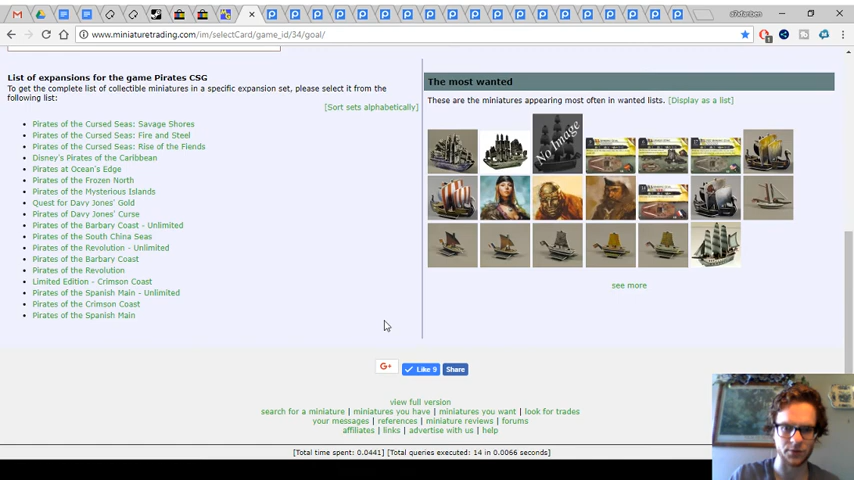 www.miniaturetrading.com/im/selectCard/game_id/34/goal/
List of expansions for the game Pirates CSG
To get the complete list of collectible miniatures in a specific expansion set, please select it from the
following list:
[Sort sets alphabetically]
Pirates of the Cursed Seas: Savage Shores
Pirates of the Cursed Seas: Fire and Steel
Pirates of the Cursed Seas: Rise of the Fiends
Disney's Pirates of the Caribbean
Pirates at Ocean's Edge
Pirates of the Frozen North
Pirates of the Mysterious Islands
Quest for Davy Jones' Gold
Pirates of Davy Jones' Curse
Pirates of the Barbary Coast - Unlimited
Pirates of the South China Seas
Pirates of the Revolution - Unlimited
Pirates of the Barbary Coast
Pirates of the Revolution
Limited Edition - Crimson Coast
Pirates of the Spanish Main - Unlimited
Pirates of the Crimson Coast
Pirates of the Spanish Main
The most wanted
These are the miniatures appearing most often in wanted lists. [Display as a list]
No Image
see more
G+ Like 9 Share
view full version
search for a miniature | miniatures you have | miniatures you want | look for trades
your messages | references | miniature reviews | forums
affiliates | links | advertise with us | help
[Total time spent: 0.0441] [Total queries executed: 14 in 0.0066 seconds]